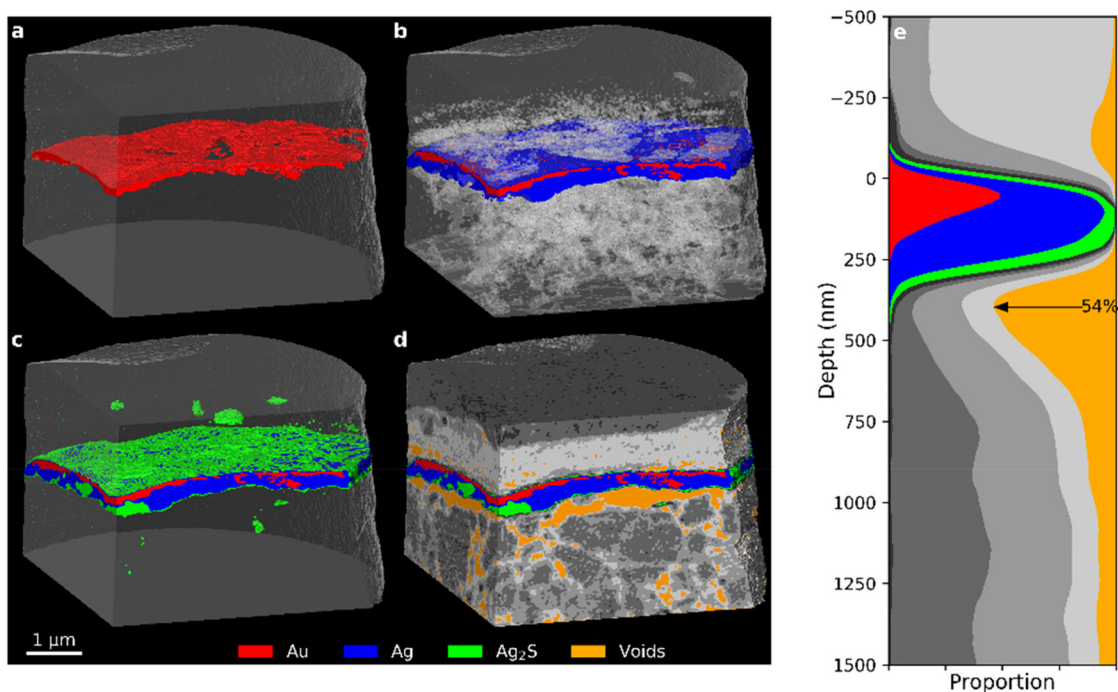 a
b
c
d
1 µm
Au
Ag
Ag₂S
Voids
e
−500
−250
0
250
500
750
1000
1250
1500
Depth (nm)
54%
Proportion